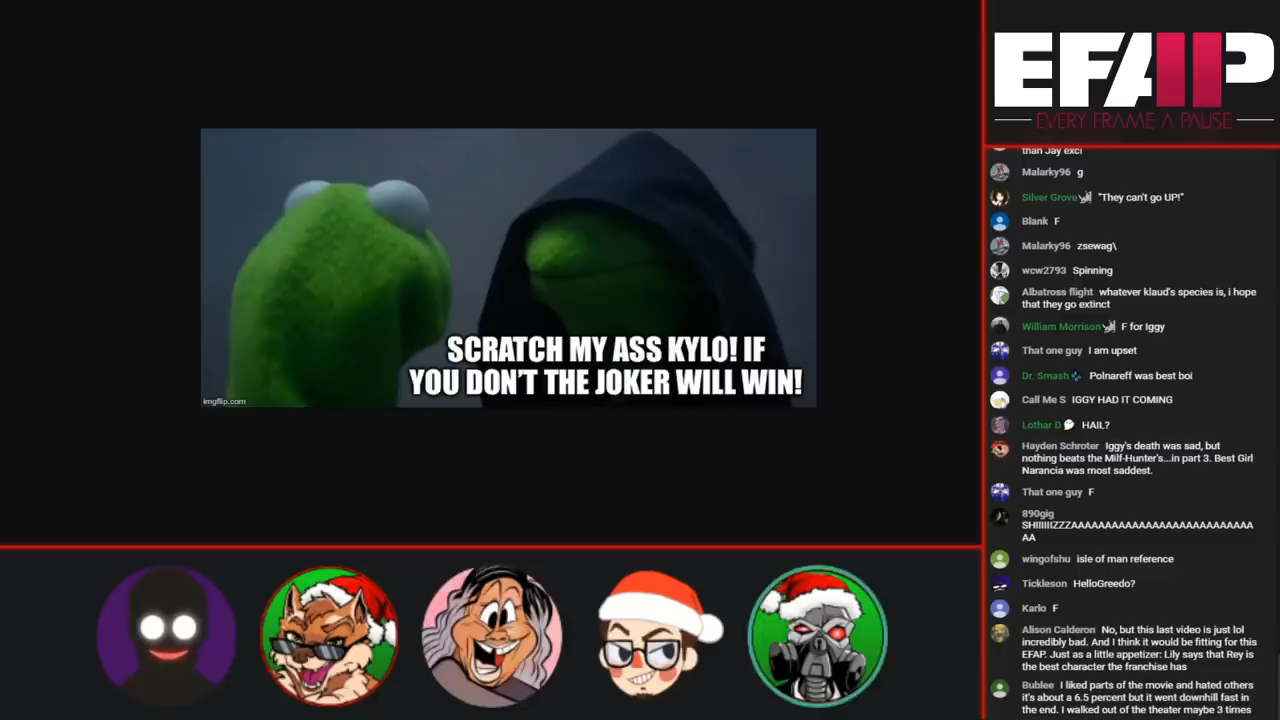 SCRATCH MY ASS KYLO! IF
YOU DON'T THE JOKER WILL WIN!
imgflip.com
EFAP
EVERY FRAME A PAUSE
than Jay exci
Malarky96 g
Silver Grove "They can't go UP!"
Blank F
Malarky96 zsewag\
wcw2793 Spinning
Albatross flight whatever klaud's species is, i hope
that they go extinct
William Morrison F for Iggy
That one guy I am upset
Dr. Smash Polnareff was best boi
Call Me S IGGY HAD IT COMING
Lothar D HAIL?
Hayden Schroter Iggy's death was sad, but
nothing beats the Milf-Hunter's...in part 3. Best Girl
Narancia was most saddest.
That one guy F
890gig
SHIIIIIIZZZAAAAAAAAAAAAAAAAAAAAAAAAAAA
AA
wingofshu isle of man reference
Tickleson HelloGreedo?
Karlo F
Alison Calderon No, but this last video is just lol
incredibly bad. And I think it would be fitting for this
EFAP. Just as a little appetizer: Lily says that Rey is
the best character the franchise has
Bublee I liked parts of the movie and hated others
it's about a 6.5 percent but it went downhill fast in
the end. I walked out of the theater maybe 3 times